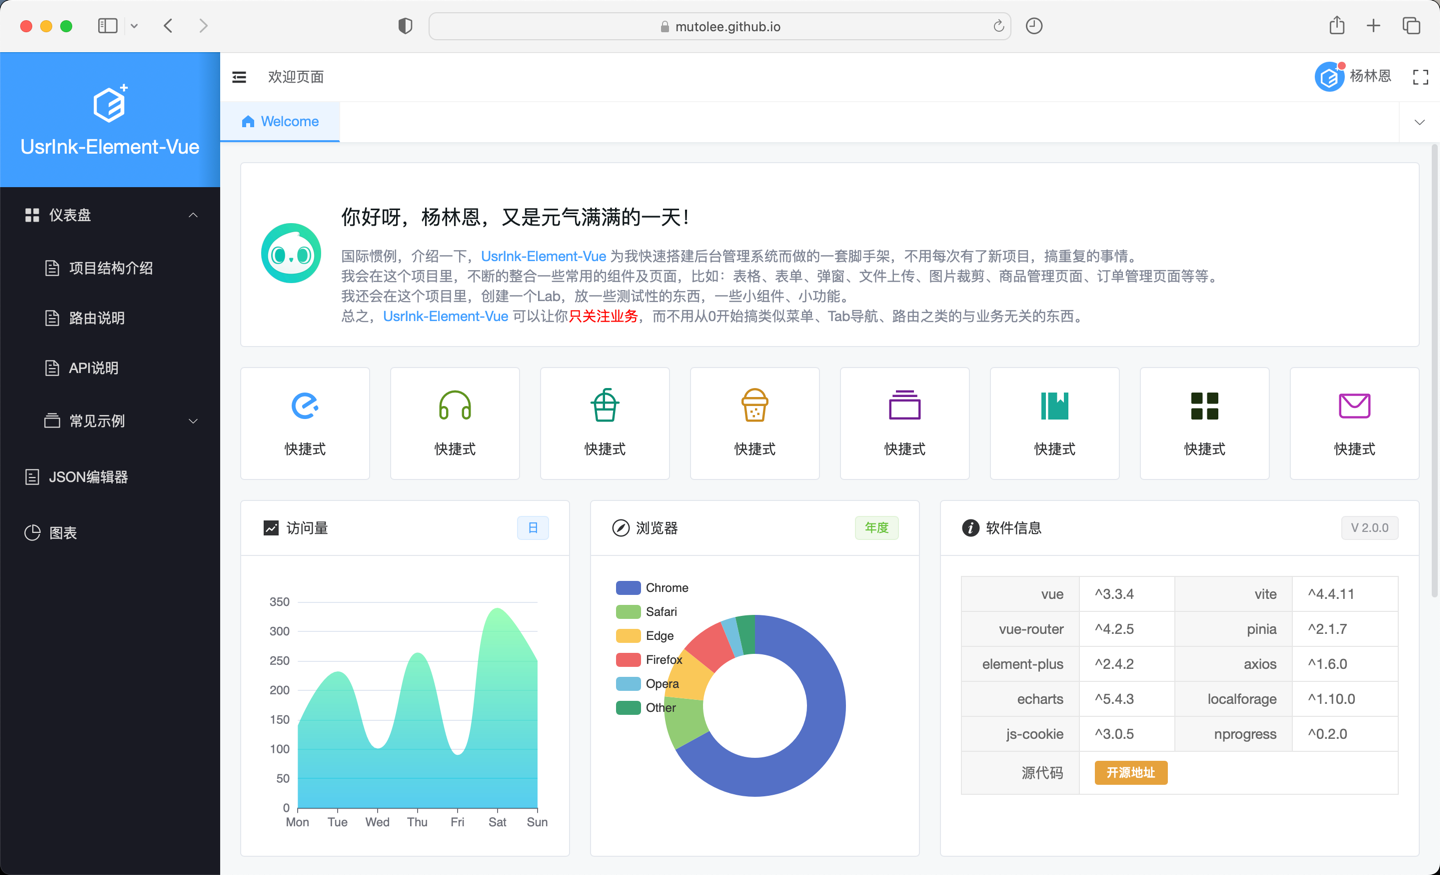 mutolee.github.io
UsrInk-Element-Vue
仪表盘
项目结构介绍
路由说明
API说明
常见示例
JSON编辑器
图表
欢迎页面
杨林恩
Welcome
你好呀，杨林恩，又是元气满满的一天！
国际惯例，介绍一下，UsrInk-Element-Vue 为我快速搭建后台管理系统而做的一套脚手架，不用每次有了新项目，搞重复的事情。
我会在这个项目里，不断的整合一些常用的组件及页面，比如：表格、表单、弹窗、文件上传、图片裁剪、商品管理页面、订单管理页面等等。
我还会在这个项目里，创建一个Lab，放一些测试性的东西，一些小组件、小功能。
总之，UsrInk-Element-Vue 可以让你只关注业务，而不用从0开始搞类似菜单、Tab导航、路由之类的与业务无关的东西。
快捷式
快捷式
快捷式
快捷式
快捷式
快捷式
快捷式
快捷式
访问量
日
350
300
250
200
150
100
50
0
Mon Tue Wed Thu Fri Sat Sun
浏览器
年度
Chrome
Safari
Edge
Firefox
Opera
Other
软件信息
V 2.0.0
vue ^3.3.4 vite ^4.4.11
vue-router ^4.2.5 pinia ^2.1.7
element-plus ^2.4.2 axios ^1.6.0
echarts ^5.4.3 localforage ^1.10.0
js-cookie ^3.0.5 nprogress ^0.2.0
源代码 开源地址